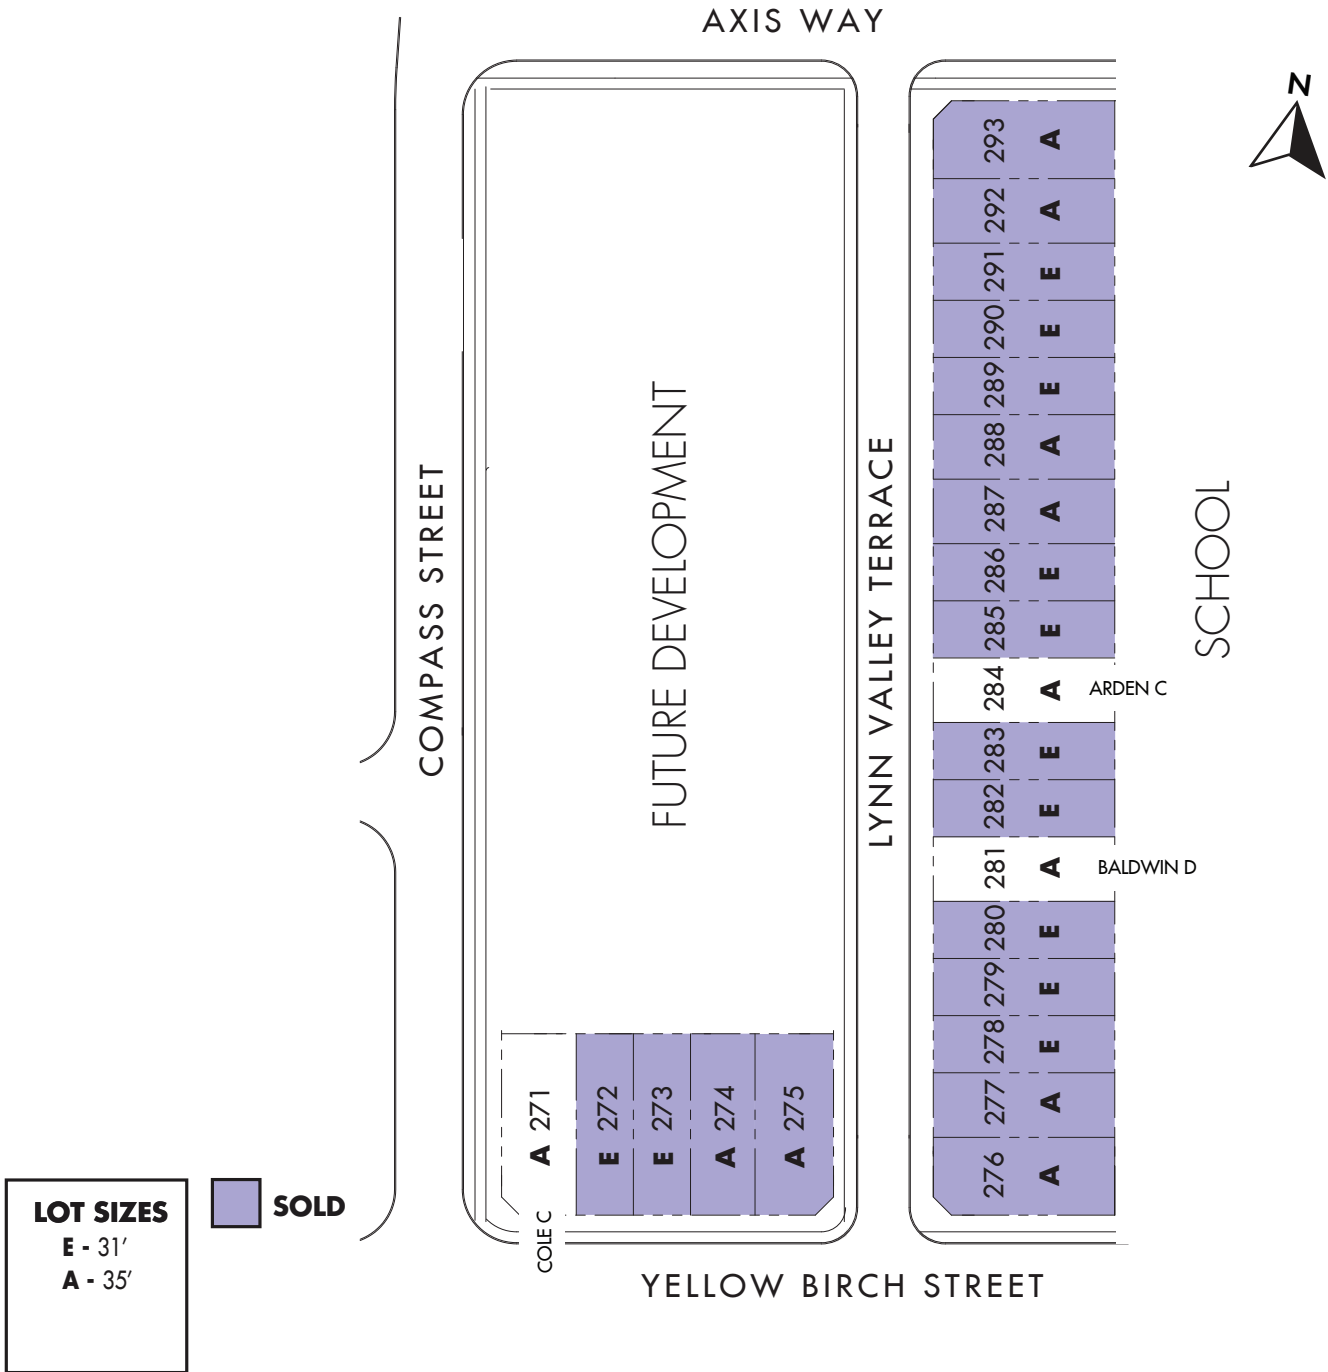 AXIS WAY
N
293 A
292 A
291 E
290 E
289 E
288 A
287 A
286 E
285 E
284 A ARDEN C
283 E
282 E
281 A BALDWIN D
280 E
279 E
278 E
277 A
276 A
COMPASS STREET
FUTURE DEVELOPMENT
LYNN VALLEY TERRACE
SCHOOL
A 271
E 272
E 273
A 274
A 275
COLE C
YELLOW BIRCH STREET
LOT SIZES
E - 31'
A - 35'
SOLD